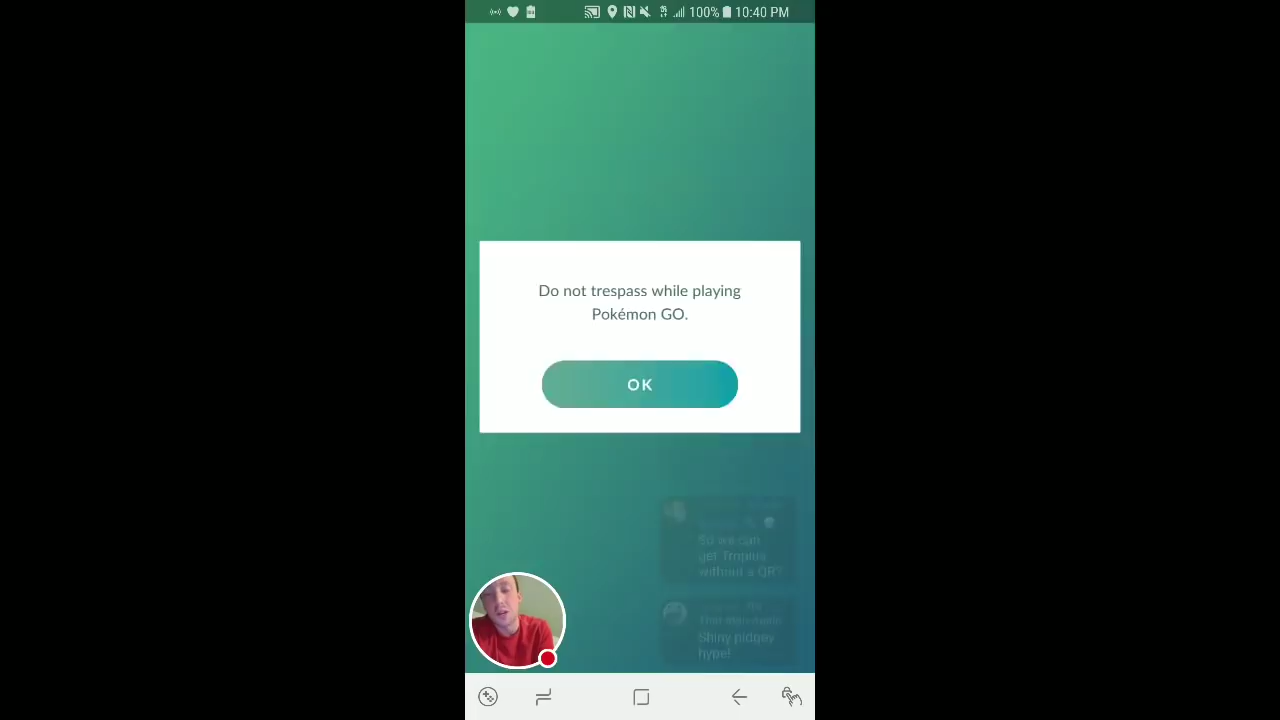 100% 10:40 PM
Do not trespass while playing
Pokémon GO.
OK
So we can
get Tropius
without a QR?
Shiny pidgey
hype!